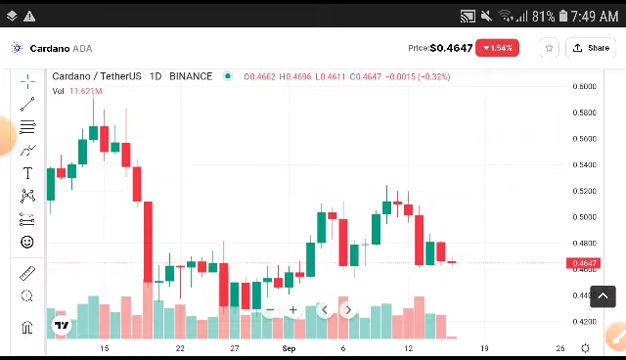 81% 7:49 AM
Cardano ADA Price: $0.4647 ▼1.54% Share
Cardano / TetherUS 1D BINANCE O0.4662 H0.4696 L0.4611 C0.4647 −0.0015 (−0.32%)
Vol 11.621M
0.6000
0.5800
0.5600
0.5400
0.5200
0.5000
0.4800
0.4647
0.4600
0.4400
0.4200
15 22 27 Sep 6 12 19 26